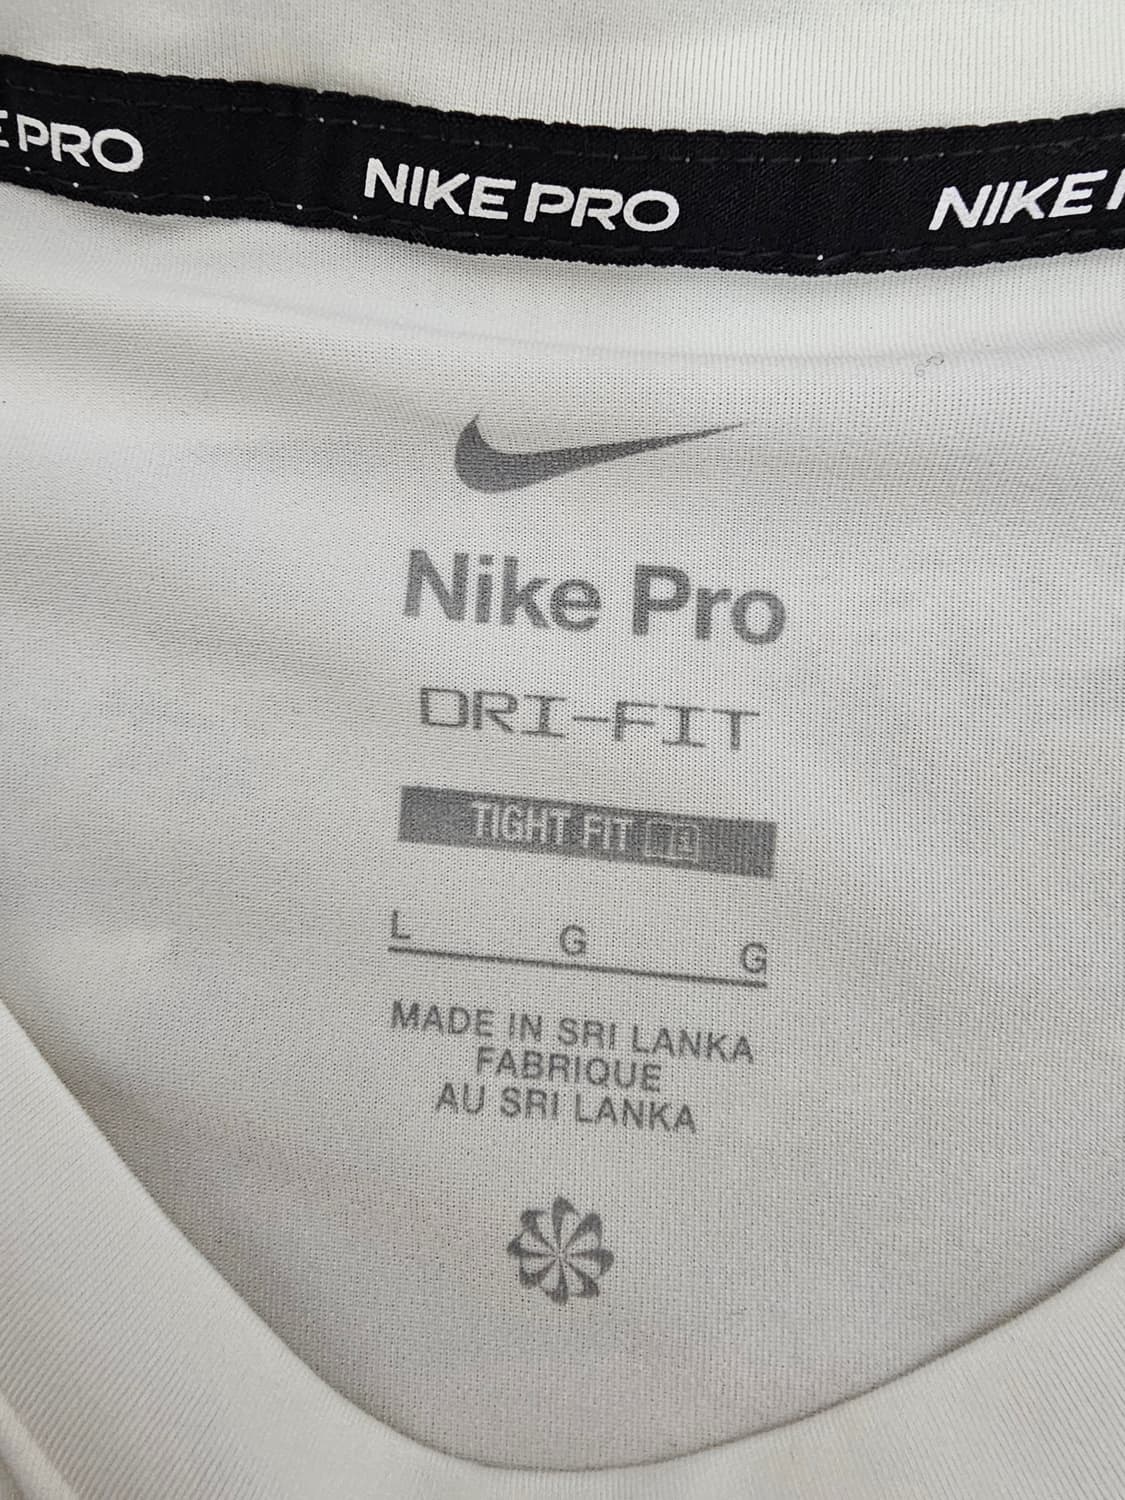 E PRO NIKE PRO NIKE
Nike Pro
DRI-FIT
TIGHT FIT
L G G
MADE IN SRI LANKA
FABRIQUE
AU SRI LANKA